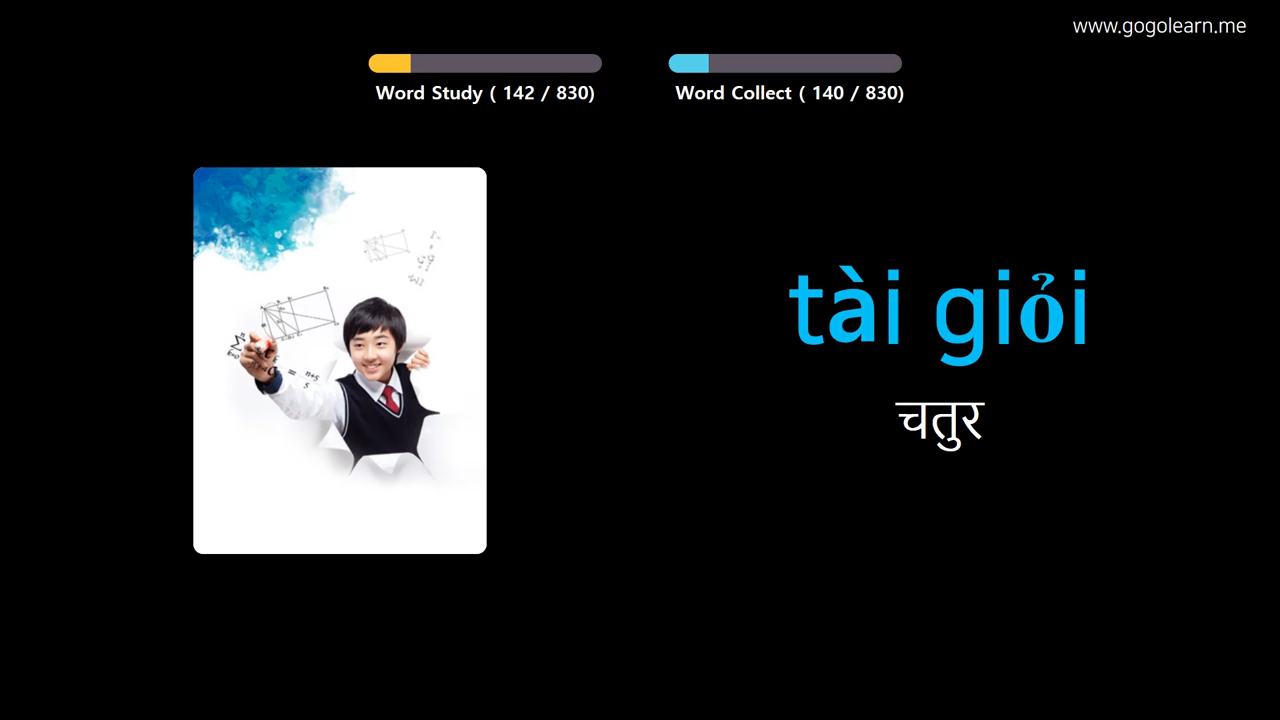 www.gogolearn.me
Word Study ( 142 / 830)
Word Collect ( 140 / 830)
tài giỏi
चतुर